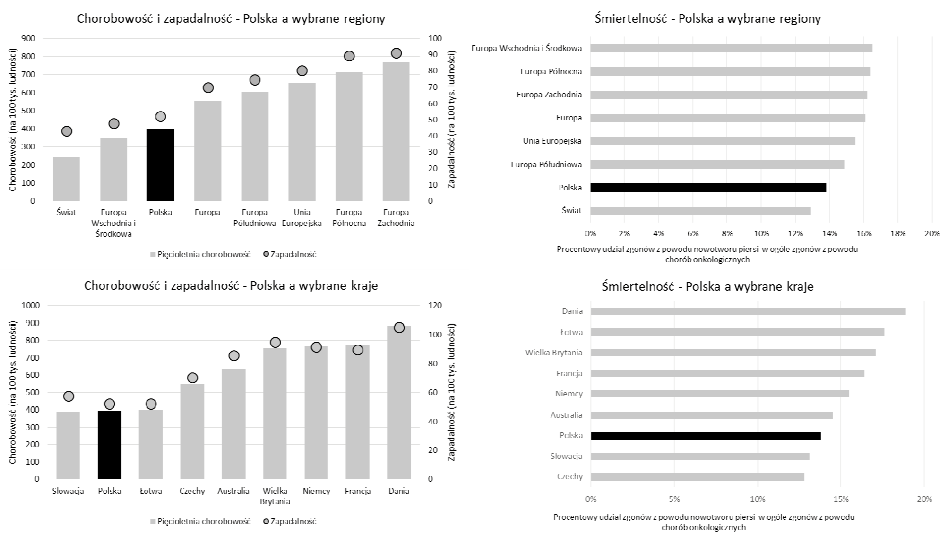 Chorobowość i zapadalność - Polska a wybrane regiony
Chorobowość (na 100 tys. ludności)
900
800
700
600
500
400
300
200
100
0
100
90
80
70
60
50
40
30
20
10
0
Zapadalność (na 100 tys. ludności)
Świat
Europa Wschodnia i Środkowa
Polska
Europa
Europa Południowa
Unia Europejska
Europa Północna
Europa Zachodnia
Pięcioletnia chorobowość
Zapadalność
Śmiertelność - Polska a wybrane regiony
Europa Wschodnia i Środkowa
Europa Północna
Europa Zachodnia
Europa
Unia Europejska
Europa Południowa
Polska
Świat
0% 2% 4% 6% 8% 10% 12% 14% 16% 18% 20%
Procentowy udział zgonów z powodu nowotworu piersi w ogóle zgonów z powodu
chorób onkologicznych
Chorobowość i zapadalność - Polska a wybrane kraje
Chorobowość (na 100 tys. ludności)
1000
900
800
700
600
500
400
300
200
100
0
120
100
80
60
40
20
0
Zapadalność (na 100 tys. ludności)
Słowacja
Polska
Łotwa
Czechy
Australia
Wielka Brytania
Niemcy
Francja
Dania
Pięcioletnia chorobowość
Zapadalność
Śmiertelność - Polska a wybrane kraje
Dania
Łotwa
Wielka Brytania
Francja
Niemcy
Australia
Polska
Słowacja
Czechy
0% 5% 10% 15% 20%
Procentowy udział zgonów z powodu nowotworu piersi w ogóle zgonów z powodu
chorób onkologicznych